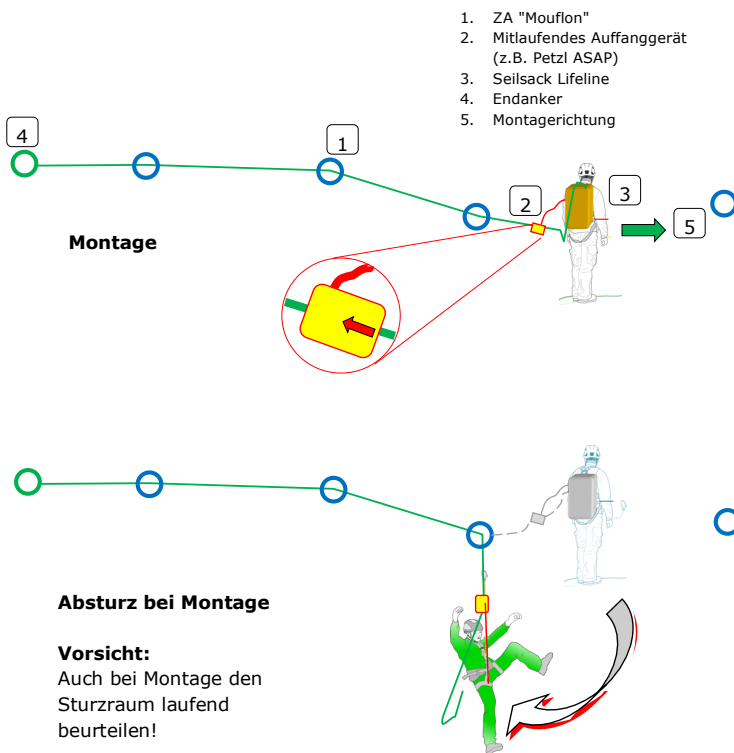 1. ZA "Mouflon"
2. Mitlaufendes Auffanggerät
(z.B. Petzl ASAP)
3. Seilsack Lifeline
4. Endanker
5. Montagerichtung
4
1
2
3
5
Montage
Absturz bei Montage
Vorsicht:
Auch bei Montage den
Sturzraum laufend
beurteilen!